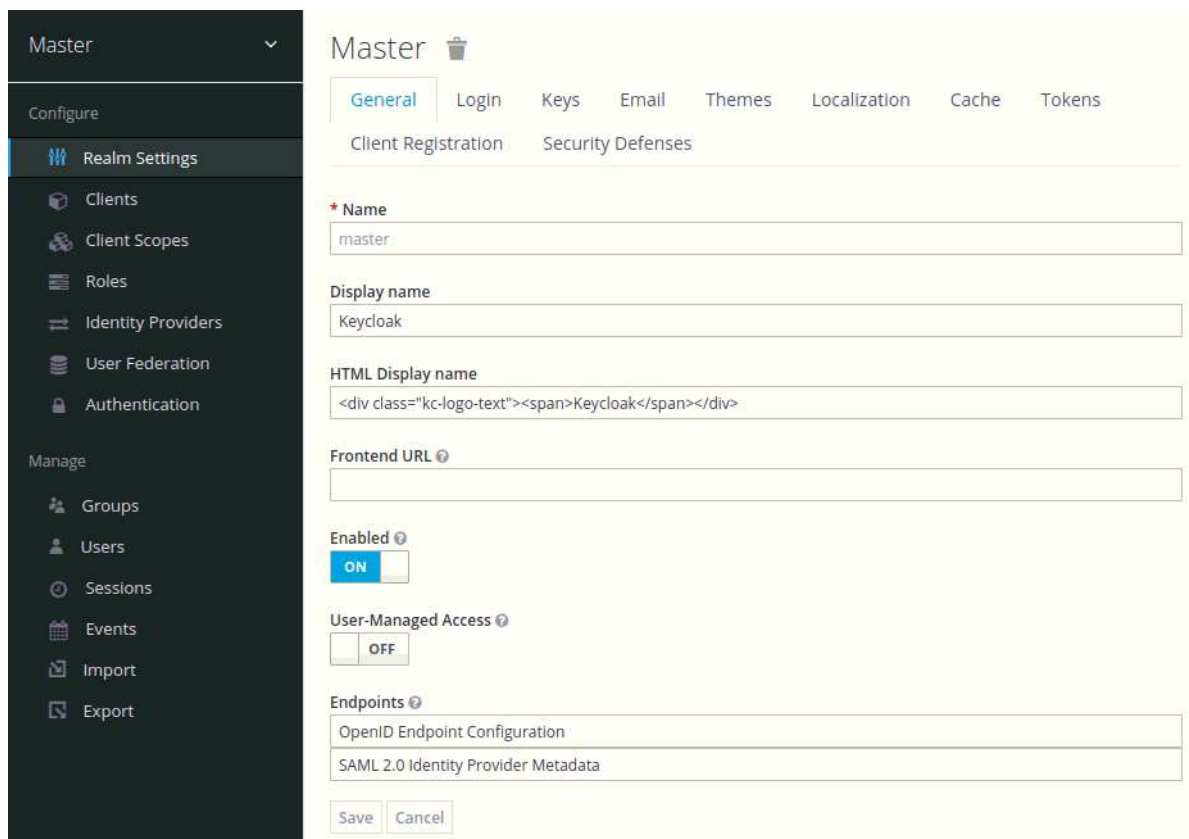 Master
Configure
Realm Settings
Clients
Client Scopes
Roles
Identity Providers
User Federation
Authentication
Manage
Groups
Users
Sessions
Events
Import
Export
Master
General Login Keys Email Themes Localization Cache Tokens
Client Registration Security Defenses
* Name
master
Display name
Keycloak
HTML Display name
<div class="kc-logo-text"><span>Keycloak</span></div>
Frontend URL
Enabled
ON
User-Managed Access
OFF
Endpoints
OpenID Endpoint Configuration
SAML 2.0 Identity Provider Metadata
Save Cancel